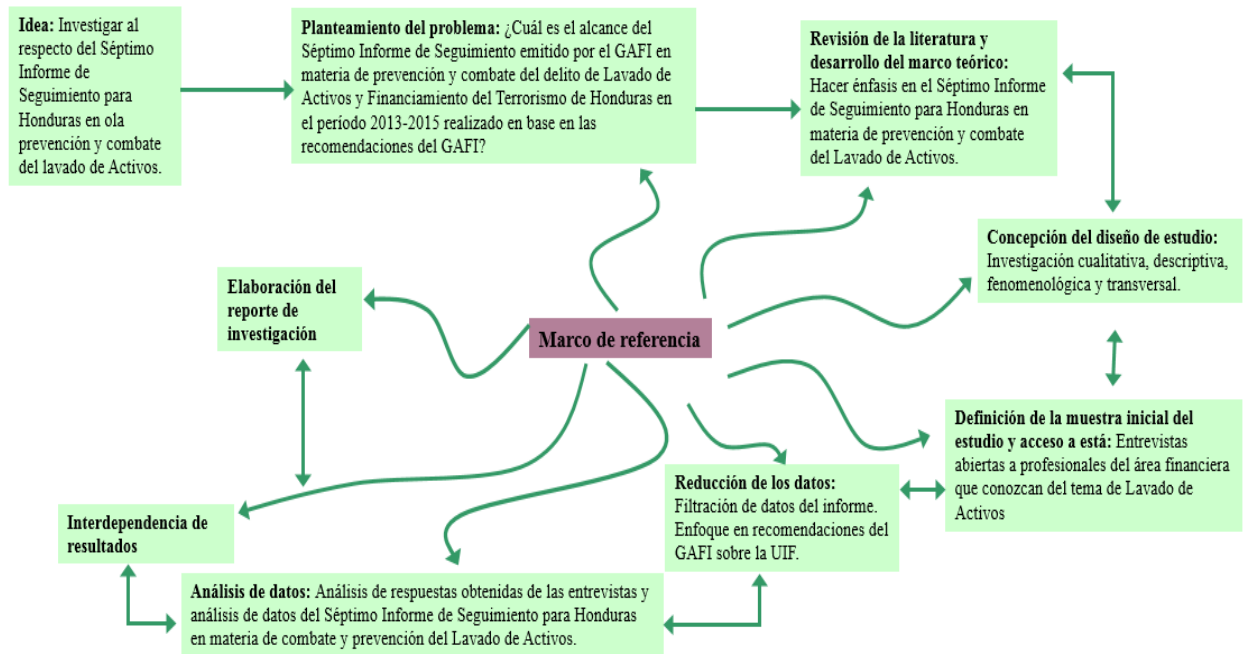 Idea: Investigar al
respecto del Séptimo
Informe de
Seguimiento para
Honduras en ola
prevención y combate
del lavado de Activos.
Planteamiento del problema: ¿Cuál es el alcance del
Séptimo Informe de Seguimiento emitido por el GAFI en
materia de prevención y combate del delito de Lavado de
Activos y Financiamiento del Terrorismo de Honduras en
el período 2013-2015 realizado en base en las
recomendaciones del GAFI?
Revisión de la literatura y
desarrollo del marco teórico:
Hacer énfasis en el Séptimo Informe
de Seguimiento para Honduras en
materia de prevención y combate
del Lavado de Activos.
Concepción del diseño de estudio:
Investigación cualitativa, descriptiva,
fenomenológica y transversal.
Elaboración del
reporte de
investigación
Marco de referencia
Definición de la muestra inicial del
estudio y acceso a está: Entrevistas
abiertas a profesionales del área financiera
que conozcan del tema de Lavado de
Activos
Reducción de los datos:
Filtración de datos del informe.
Enfoque en recomendaciones del
GAFI sobre la UIF.
Interdependencia de
resultados
Análisis de datos: Análisis de respuestas obtenidas de las entrevistas y
análisis de datos del Séptimo Informe de Seguimiento para Honduras
en materia de combate y prevención del Lavado de Activos.